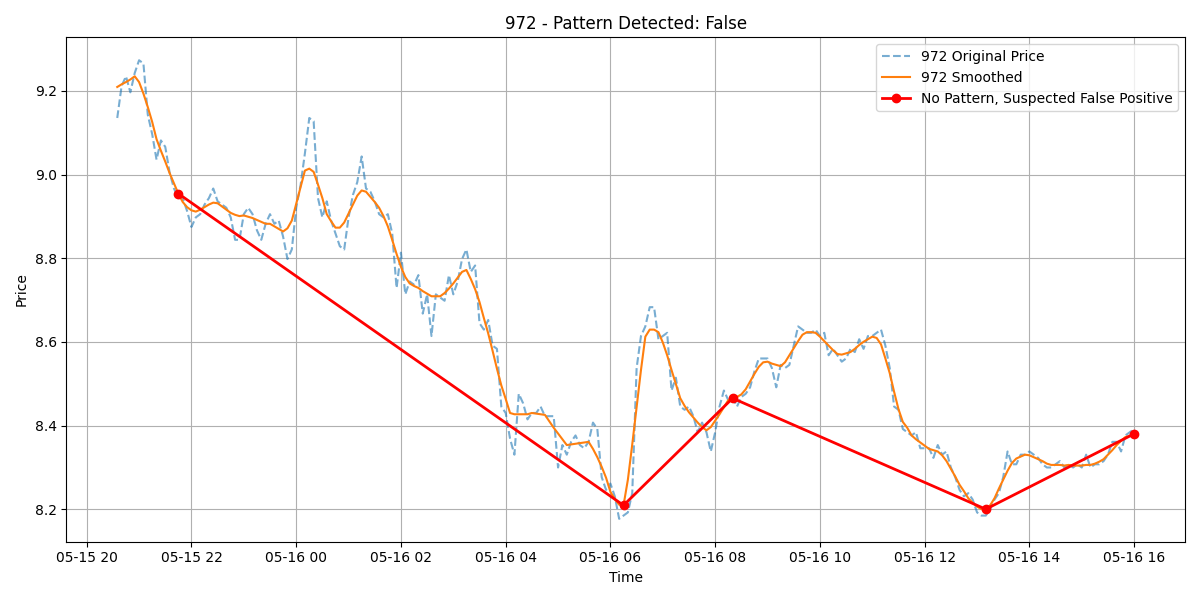 972 - Pattern Detected: False
972 Original Price
972 Smoothed
No Pattern, Suspected False Positive
Price
9.2
9.0
8.8
8.6
8.4
8.2
05-15 20 05-15 22 05-16 00 05-16 02 05-16 04 05-16 06 05-16 08 05-16 10 05-16 12 05-16 14 05-16 16
Time